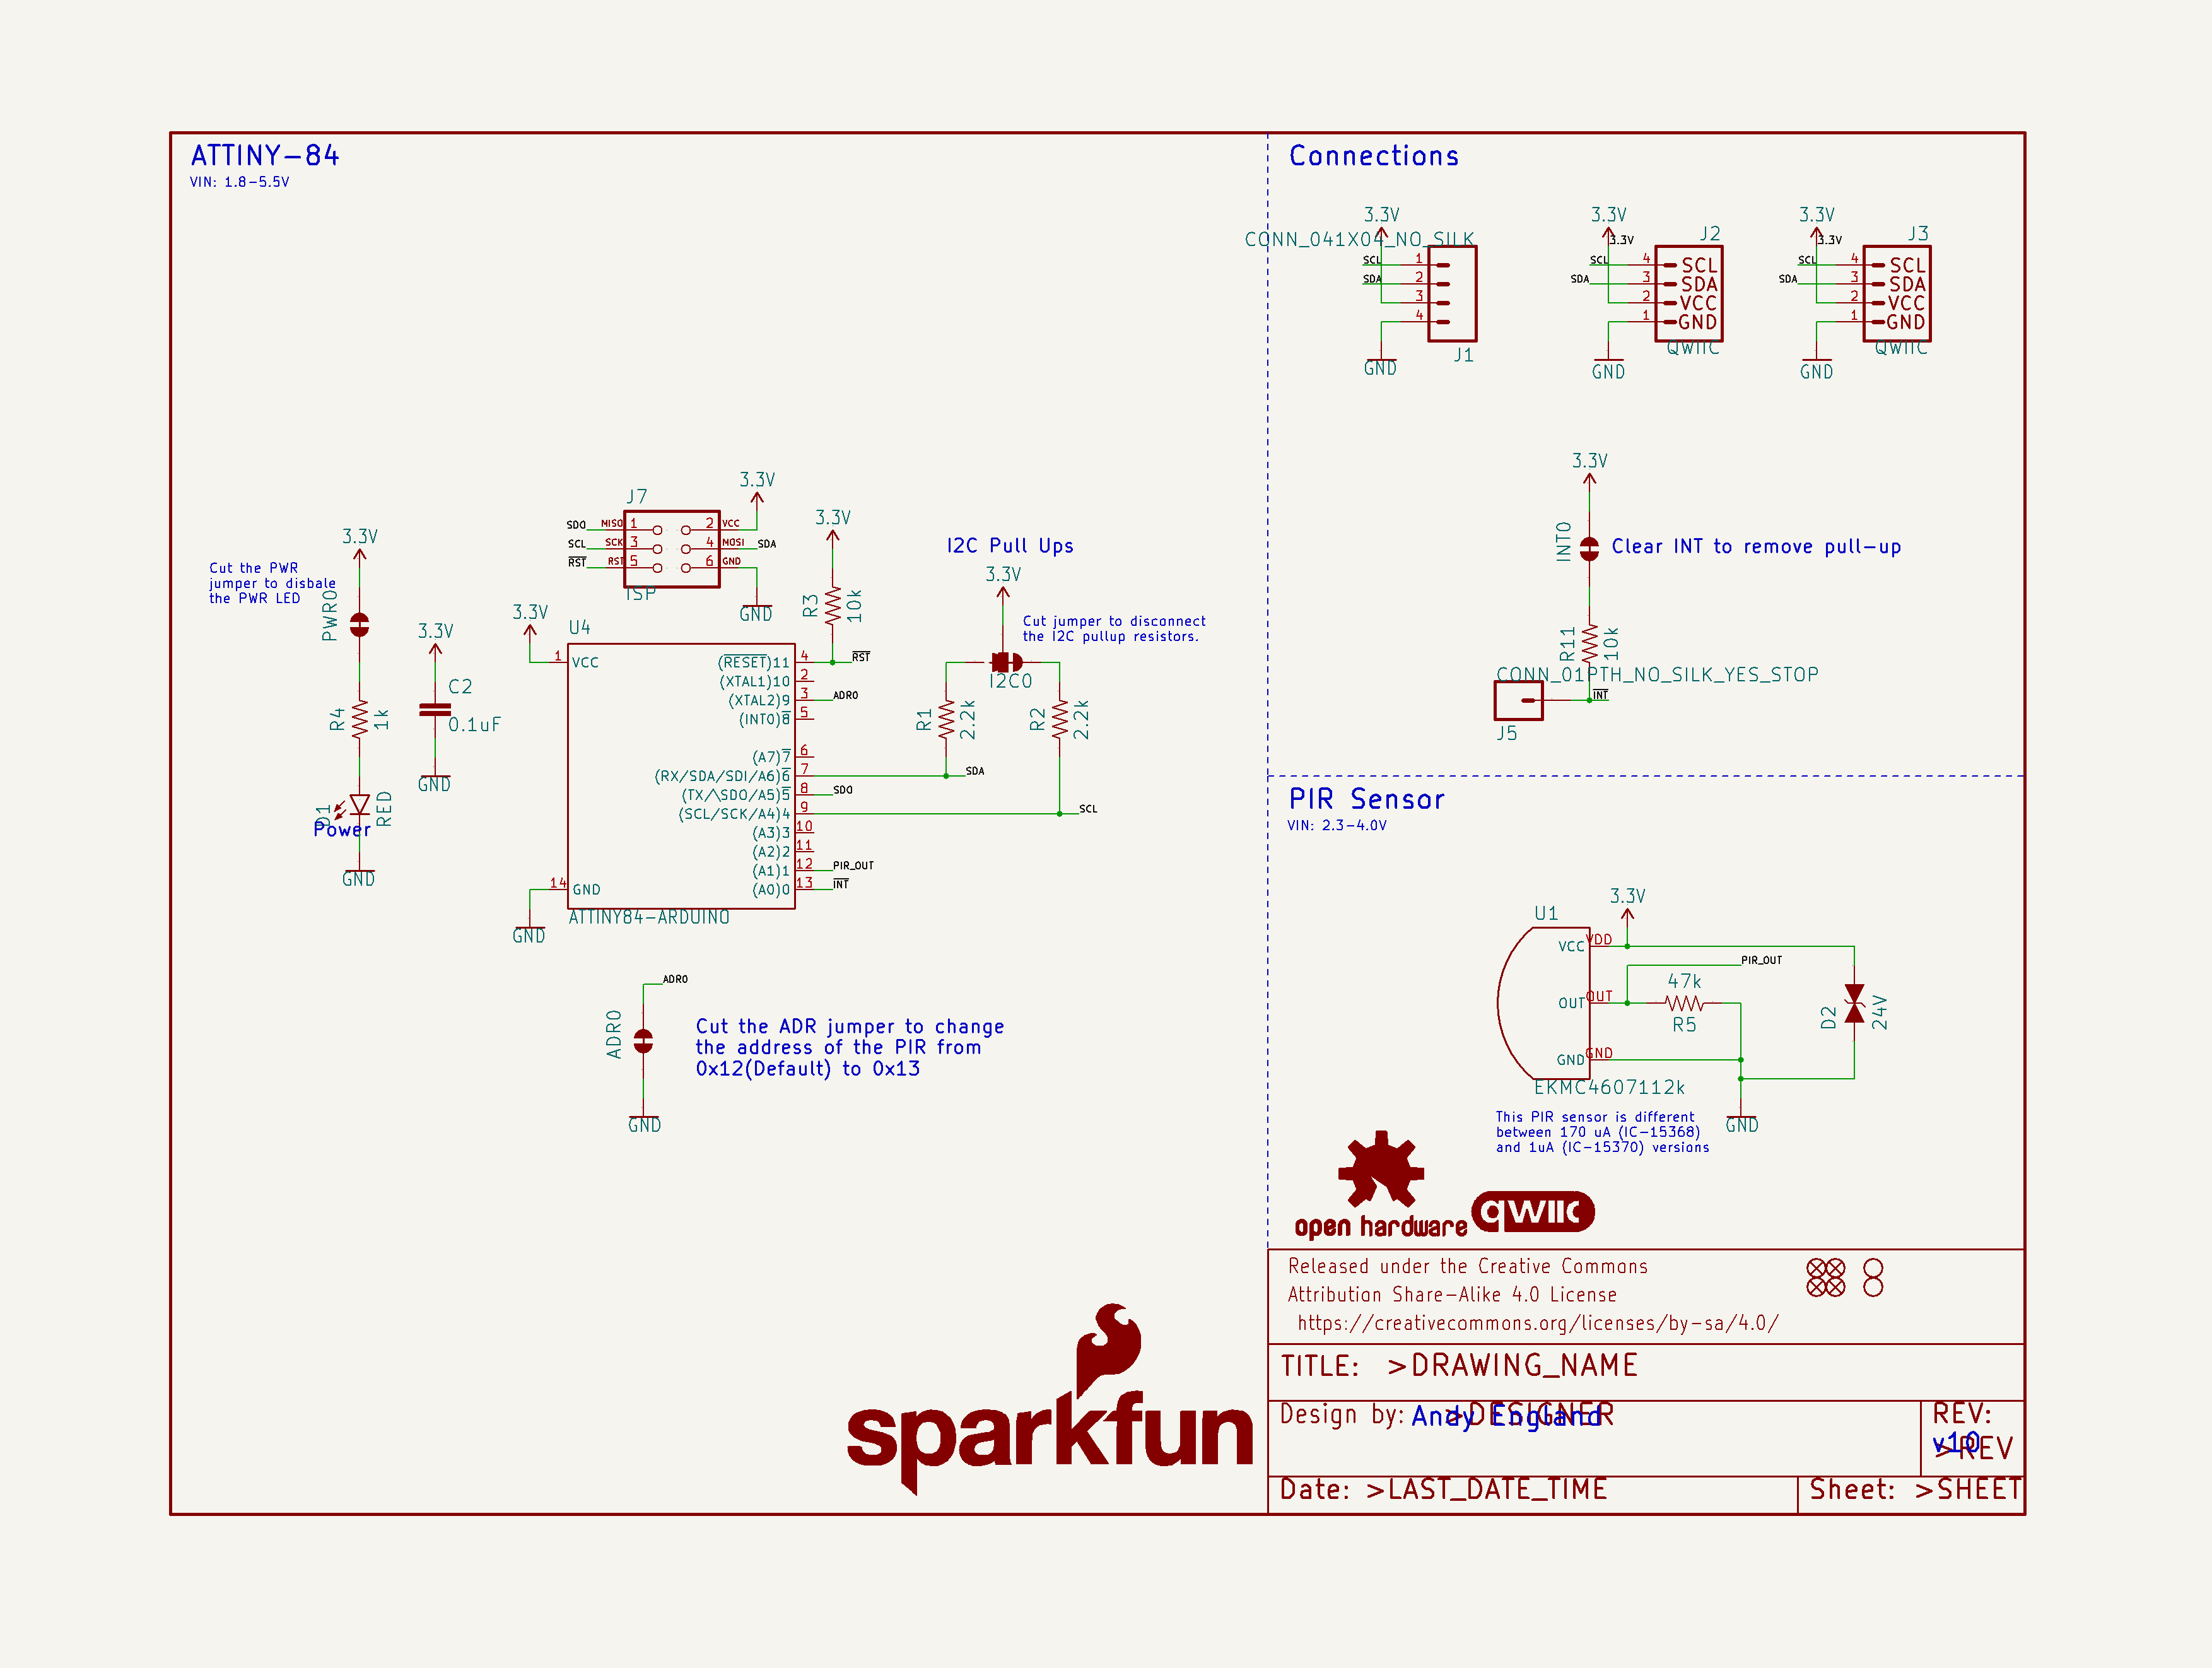 ATTINY-84
VIN: 1.8-5.5V
Connections
3.3V
CONN_041X04_NO_SILK
SCL
SDA
1
2
3
4
J1
GND
3.3V
3.3V
J2
SCL
SDA
4 SCL
3 SDA
2 VCC
1 GND
QWIIC
GND
3.3V
3.3V
J3
SCL
SDA
4 SCL
3 SDA
2 VCC
1 GND
QWIIC
GND
3.3V
INT0
Clear INT to remove pull-up
R11
10k
CONN_01PTH_NO_SILK_YES_STOP
INT
J5
3.3V
Cut the PWR
jumper to disbale
the PWR LED
PWR0
R4
1k
D1
RED
Power
GND
3.3V
C2
0.1uF
GND
J7
3.3V
SDO MISO 1 2 VCC
SCL SCK 3 4 MOSI SDA
RST RST 5 6 GND
ISP
GND
3.3V
R3
10k
3.3V
U4
1 VCC
14 GND
GND
(RESET)11 4 RST
(XTAL1)10 2
(XTAL2)9 3 ADR0
(INT0)8 5
(A7)7 6
(RX/SDA/SDI/A6)6 7 SDA
(TX/\SDO/A5)5 8 SDO
(SCL/SCK/A4)4 9 SCL
(A3)3 10
(A2)2 11
(A1)1 12 PIR_OUT
(A0)0 13 INT
ATTINY84-ARDUINO
I2C Pull Ups
3.3V
Cut jumper to disconnect
the I2C pullup resistors.
I2C0
R1
2.2k
R2
2.2k
ADR0
ADR0
GND
Cut the ADR jumper to change
the address of the PIR from
0x12(Default) to 0x13
PIR Sensor
VIN: 2.3-4.0V
3.3V
U1
VCC VDD
OUT OUT
GND GND
PIR_OUT
47k
R5
D2
24V
EKMC4607112k
GND
This PIR sensor is different
between 170 uA (IC-15368)
and 1uA (IC-15370) versions
open hardware
qwiic
sparkfun
Released under the Creative Commons
Attribution Share-Alike 4.0 License
https://creativecommons.org/licenses/by-sa/4.0/
TITLE: >DRAWING_NAME
Design by: >DESIGNER
Andy England
REV:
v10
>REV
Date: >LAST_DATE_TIME
Sheet: >SHEET